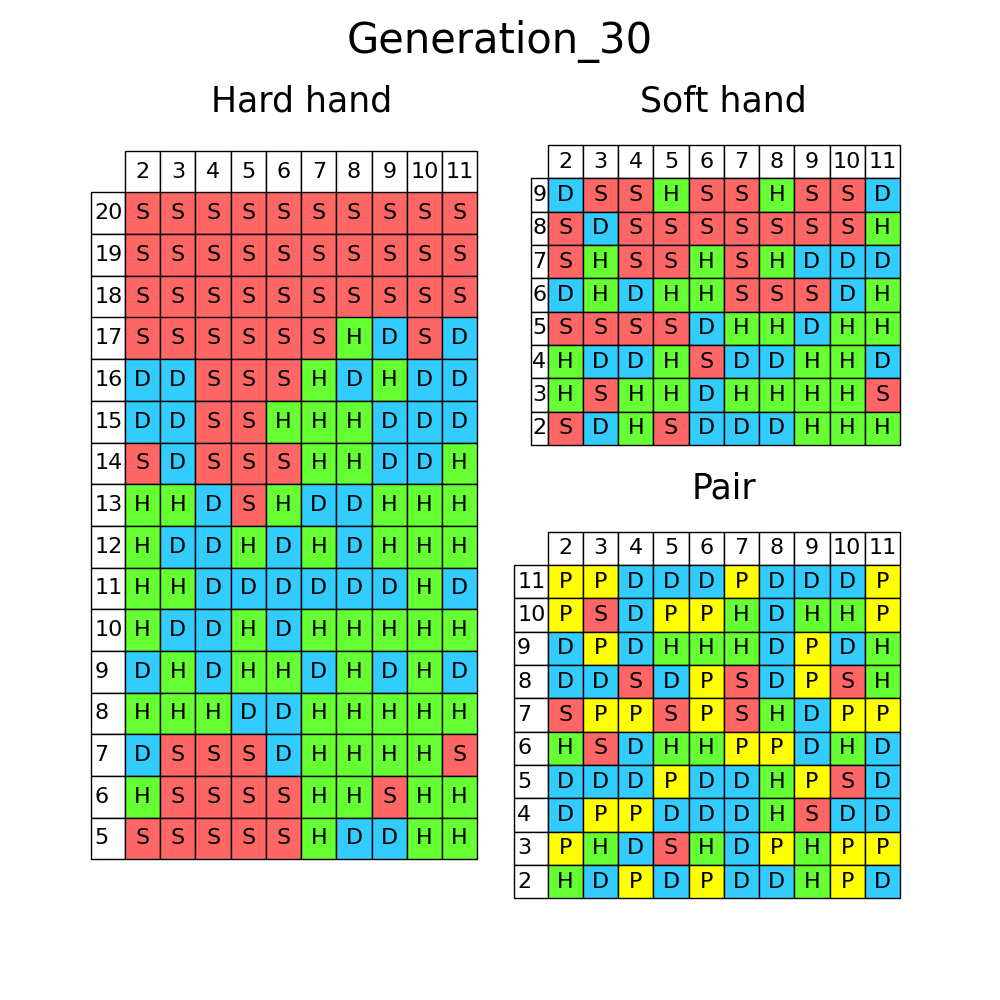 Generation_30
Hard hand
2 3 4 5 6 7 8 9 10 11
20 S S S S S S S S S S
19 S S S S S S S S S S
18 S S S S S S S S S S
17 S S S S S S H D S D
16 D D S S S H D H D D
15 D D S S H H H D D D
14 S D S S S H H D D H
13 H H D S H D D H H H
12 H D D H D H D H H H
11 H H D D D D D D H D
10 H D D H D H H H H H
9 D H D H H D H D H D
8 H H H D D H H H H H
7 D S S S D H H H H S
6 H S S S S H H S H H
5 S S S S S H D D H H
Soft hand
2 3 4 5 6 7 8 9 10 11
9 D S S H S S H S S D
8 S D S S S S S S S H
7 S H S S H S H D D D
6 D H D H H S S S D H
5 S S S S D H H D H H
4 H D D H S D D H H D
3 H S H H D H H H H S
2 S D H S D D D H H H
Pair
2 3 4 5 6 7 8 9 10 11
11 P P D D D P D D D P
10 P S D P P H D H H P
9 D P D H H H D P D H
8 D D S D P S D P S H
7 S P P S P S H D P P
6 H S D H H P P D H D
5 D D D P D D H P S D
4 D P P D D D H S D D
3 P H D S H D P H P P
2 H D P D P D D H P D